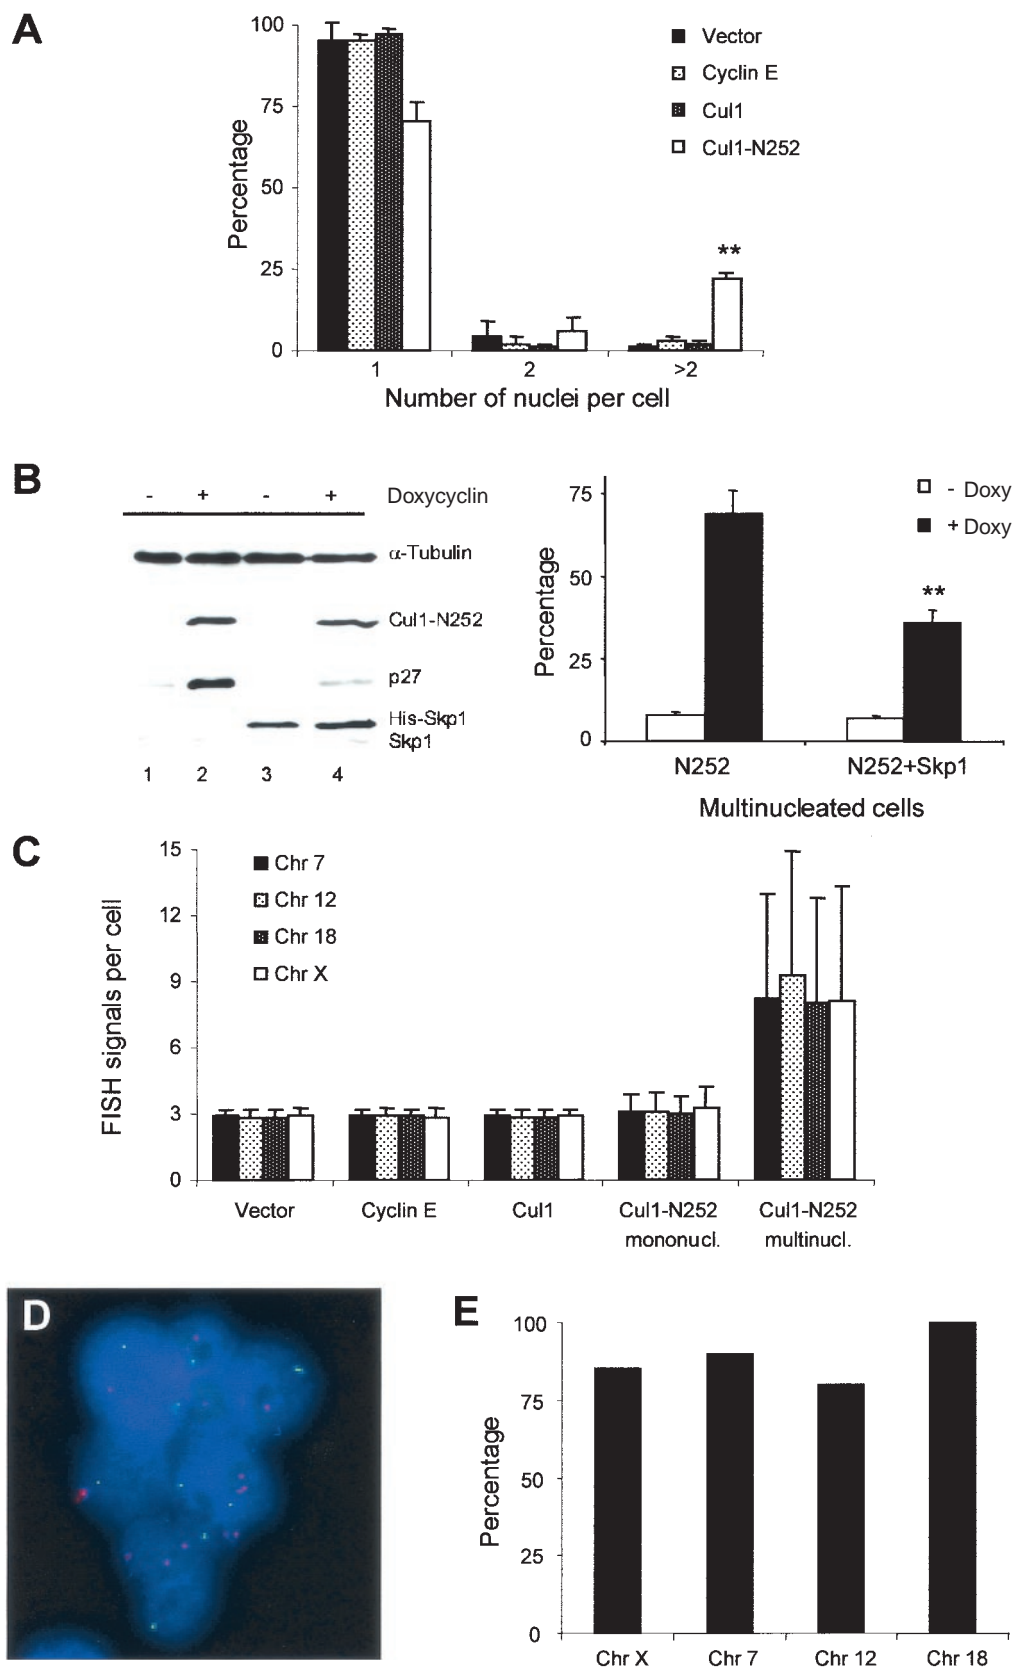 A
100
75
50
25
0
Percentage
Vector
Cyclin E
Cul1
Cul1-N252
**
1 2 >2
Number of nuclei per cell
B
- + - + Doxycyclin
α-Tubulin
Cul1-N252
p27
His-Skp1
Skp1
1 2 3 4
75
50
25
0
Percentage
- Doxy
+ Doxy
**
N252 N252+Skp1
Multinucleated cells
C
15
12
9
6
3
0
FISH signals per cell
Chr 7
Chr 12
Chr 18
Chr X
Vector Cyclin E Cul1 Cul1-N252 Cul1-N252
mononucl. multinucl.
D
E
100
75
50
25
0
Percentage
Chr X Chr 7 Chr 12 Chr 18